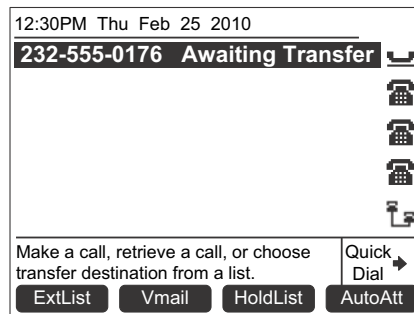 12:30PM Thu Feb 25 2010
232-555-0176 Awaiting Transfer
Make a call, retrieve a call, or choose
transfer destination from a list.
Quick
Dial
ExtList Vmail HoldList AutoAtt